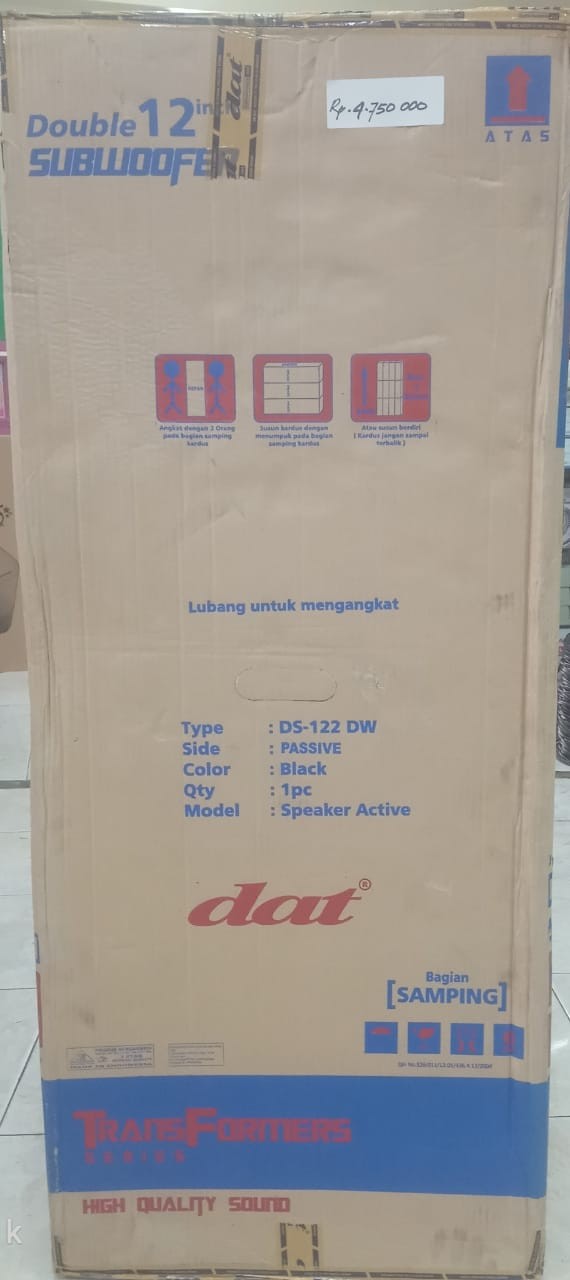 dat
Rp. 4.750 000
Double 12 in
SUBWOOFER
ATAS
Angkat dengan 2 Orang
pada bagian samping
kardus
Susun kardus dengan
menumpuk pada bagian
samping kardus
Atau susun berdiri
( Kardus jangan sampai
terbalik )
Lubang untuk mengangkat
Type : DS-122 DW
Side : PASSIVE
Color : Black
Qty : 1pc
Model : Speaker Active
dat®
Bagian
[SAMPING]
TRANSFORMERS
SERIES
HIGH QUALITY SOUND
k